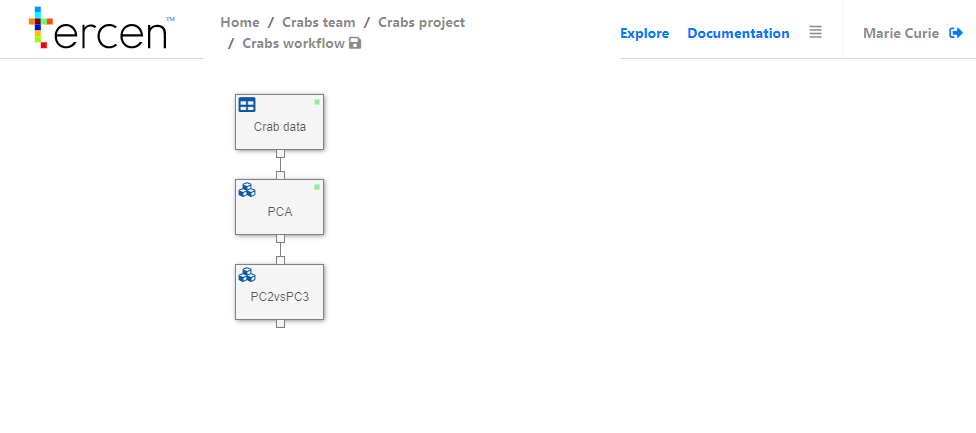 tercen™
Home / Crabs team / Crabs project
/ Crabs workflow
Explore Documentation Marie Curie
Crab data
PCA
PC2vsPC3